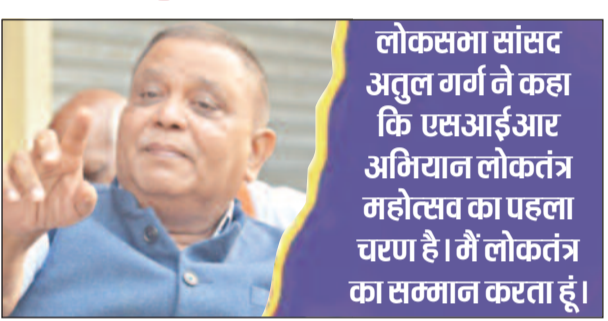 लोकसभा सांसद
अतुल गर्ग ने कहा
कि एसआईआर
अभियान लोकतंत्र
महोत्सव का पहला
चरण है। मैं लोकतंत्र
का सम्मान करता हूं।